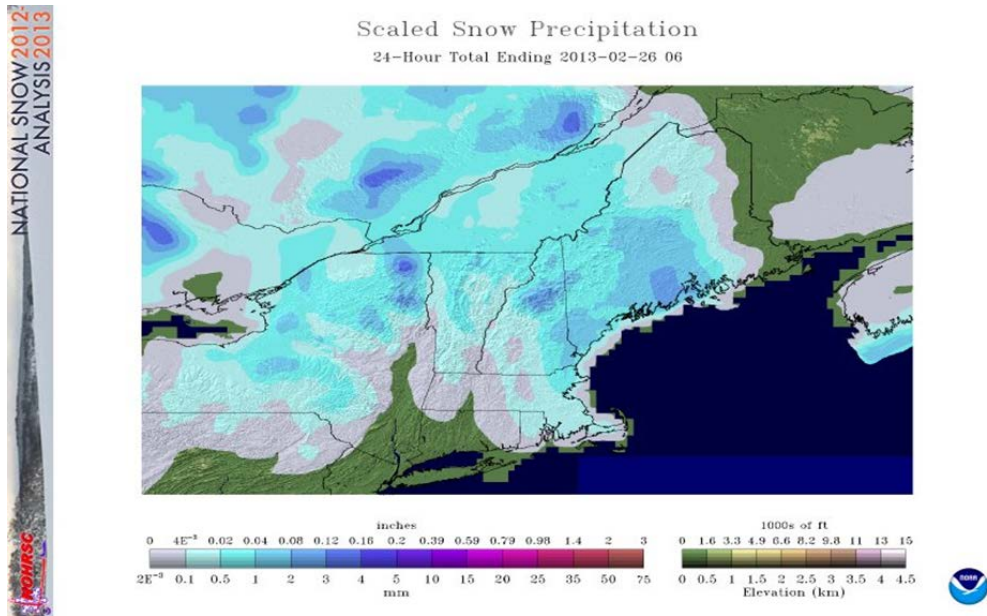 NATIONAL SNOW 2012-
ANALYSIS 2013
NOHRSC
Scaled Snow Precipitation
24-Hour Total Ending 2013-02-26 06
inches
0 4E-3 0.02 0.04 0.08 0.12 0.16 0.2 0.39 0.59 0.79 0.98 1.4 2 3
2E-3 0.1 0.5 1 2 3 4 5 10 15 20 25 35 50 75
mm
1000s of ft
0 1.6 3.3 4.9 6.6 8.2 9.8 11 13 15
0 0.5 1 1.5 2 2.5 3 3.5 4 4.5
Elevation (km)
NOAA